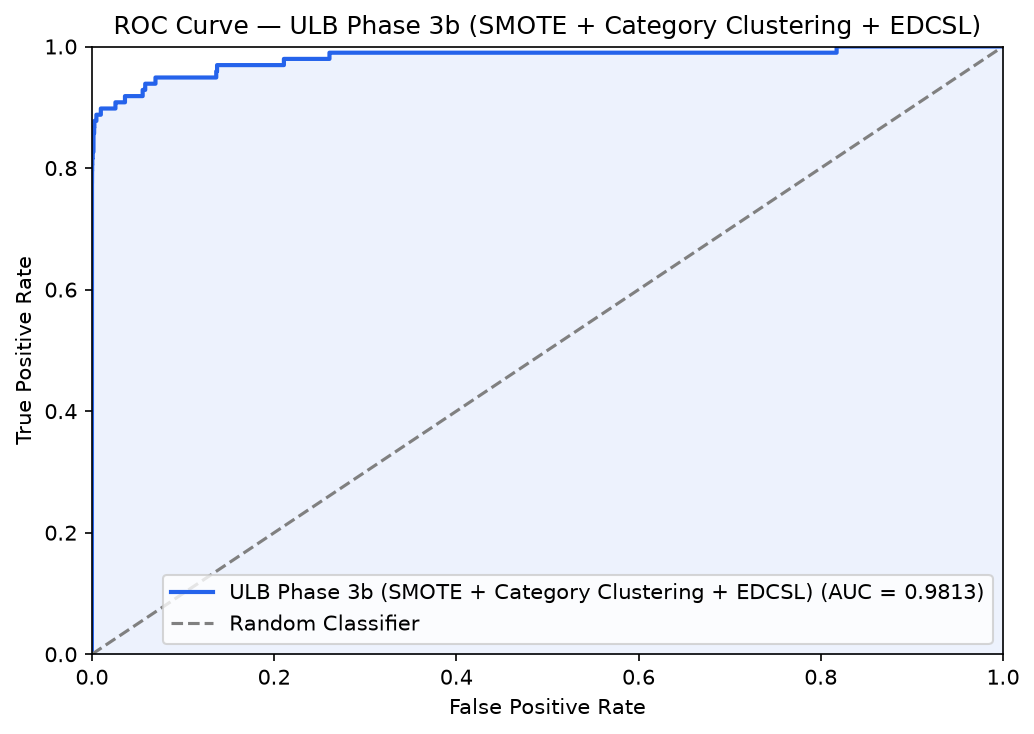 ROC Curve — ULB Phase 3b (SMOTE + Category Clustering + EDCSL)
True Positive Rate
1.0
0.8
0.6
0.4
0.2
0.0
ULB Phase 3b (SMOTE + Category Clustering + EDCSL) (AUC = 0.9813)
Random Classifier
0.0 0.2 0.4 0.6 0.8 1.0
False Positive Rate